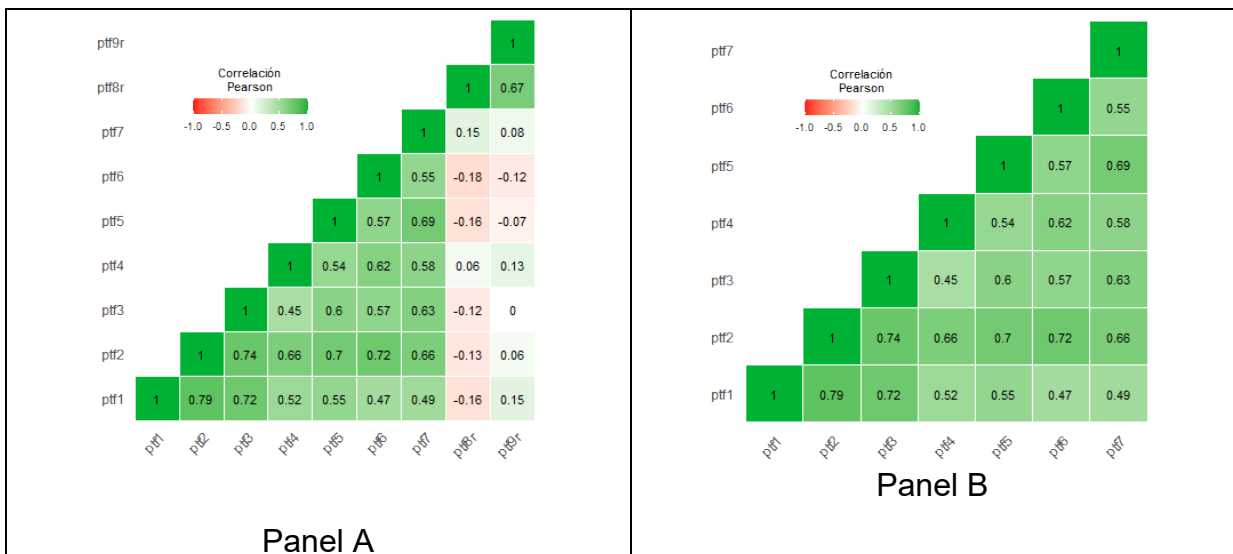 ptf9r 1
Correlación
Pearson
-1.0 -0.5 0.0 0.5 1.0
ptf8r 1 0.67
ptf7 1 0.15 0.08
ptf6 1 0.55 -0.18 -0.12
ptf5 1 0.57 0.69 -0.16 -0.07
ptf4 1 0.54 0.62 0.58 0.06 0.13
ptf3 1 0.45 0.6 0.57 0.63 -0.12 0
ptf2 1 0.74 0.66 0.7 0.72 0.66 -0.13 0.06
ptf1 1 0.79 0.72 0.52 0.55 0.47 0.49 -0.16 0.15
ptf1 ptf2 ptf3 ptf4 ptf5 ptf6 ptf7 ptf8r ptf9r
Panel A
ptf7 1
Correlación
Pearson
-1.0 -0.5 0.0 0.5 1.0
ptf6 1 0.55
ptf5 1 0.57 0.69
ptf4 1 0.54 0.62 0.58
ptf3 1 0.45 0.6 0.57 0.63
ptf2 1 0.74 0.66 0.7 0.72 0.66
ptf1 1 0.79 0.72 0.52 0.55 0.47 0.49
ptf1 ptf2 ptf3 ptf4 ptf5 ptf6 ptf7
Panel B